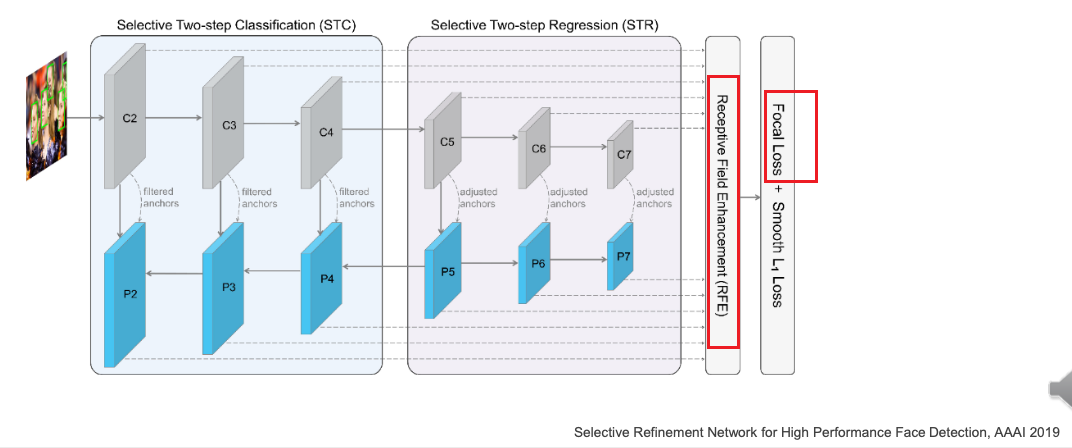 Selective Two-step Classification (STC)
Selective Two-step Regression (STR)
C2
C3
C4
C5
C6
C7
filtered
anchors
filtered
anchors
filtered
anchors
adjusted
anchors
adjusted
anchors
adjusted
anchors
P2
P3
P4
P5
P6
P7
Receptive Field Enhancement (RFE)
Focal Loss + Smooth L1 Loss
Selective Refinement Network for High Performance Face Detection, AAAI 2019